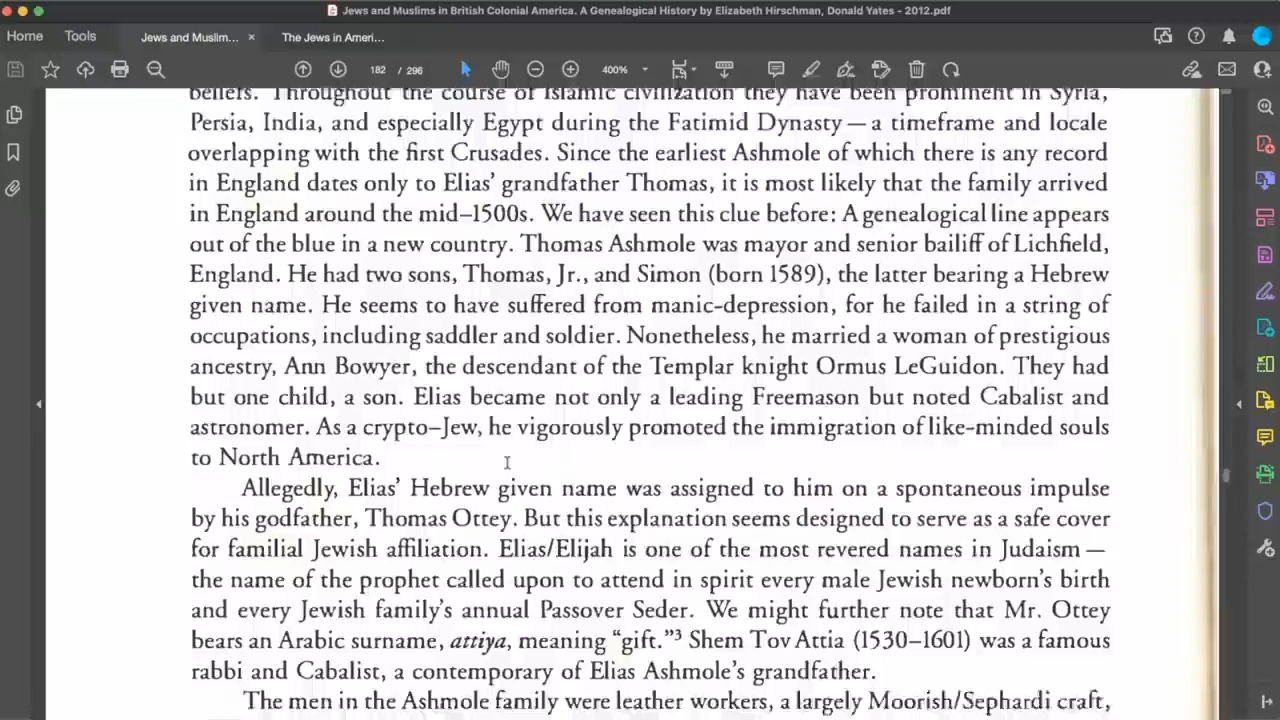 Jews and Muslims in British Colonial America. A Genealogical History by Elizabeth Hirschman, Donald Yates - 2012.pdf
Home Tools Jews and Muslim... × The Jews in Ameri...
182 / 296 400%
beliefs. Throughout the course of Islamic civilization they have been prominent in Syria,
Persia, India, and especially Egypt during the Fatimid Dynasty — a timeframe and locale
overlapping with the first Crusades. Since the earliest Ashmole of which there is any record
in England dates only to Elias' grandfather Thomas, it is most likely that the family arrived
in England around the mid–1500s. We have seen this clue before: A genealogical line appears
out of the blue in a new country. Thomas Ashmole was mayor and senior bailiff of Lichfield,
England. He had two sons, Thomas, Jr., and Simon (born 1589), the latter bearing a Hebrew
given name. He seems to have suffered from manic-depression, for he failed in a string of
occupations, including saddler and soldier. Nonetheless, he married a woman of prestigious
ancestry, Ann Bowyer, the descendant of the Templar knight Ormus LeGuidon. They had
but one child, a son. Elias became not only a leading Freemason but noted Cabalist and
astronomer. As a crypto–Jew, he vigorously promoted the immigration of like-minded souls
to North America.
Allegedly, Elias' Hebrew given name was assigned to him on a spontaneous impulse
by his godfather, Thomas Ottey. But this explanation seems designed to serve as a safe cover
for familial Jewish affiliation. Elias/Elijah is one of the most revered names in Judaism —
the name of the prophet called upon to attend in spirit every male Jewish newborn's birth
and every Jewish family's annual Passover Seder. We might further note that Mr. Ottey
bears an Arabic surname, attiya, meaning "gift."³ Shem Tov Attia (1530–1601) was a famous
rabbi and Cabalist, a contemporary of Elias Ashmole's grandfather.
The men in the Ashmole family were leather workers, a largely Moorish/Sephardi craft,